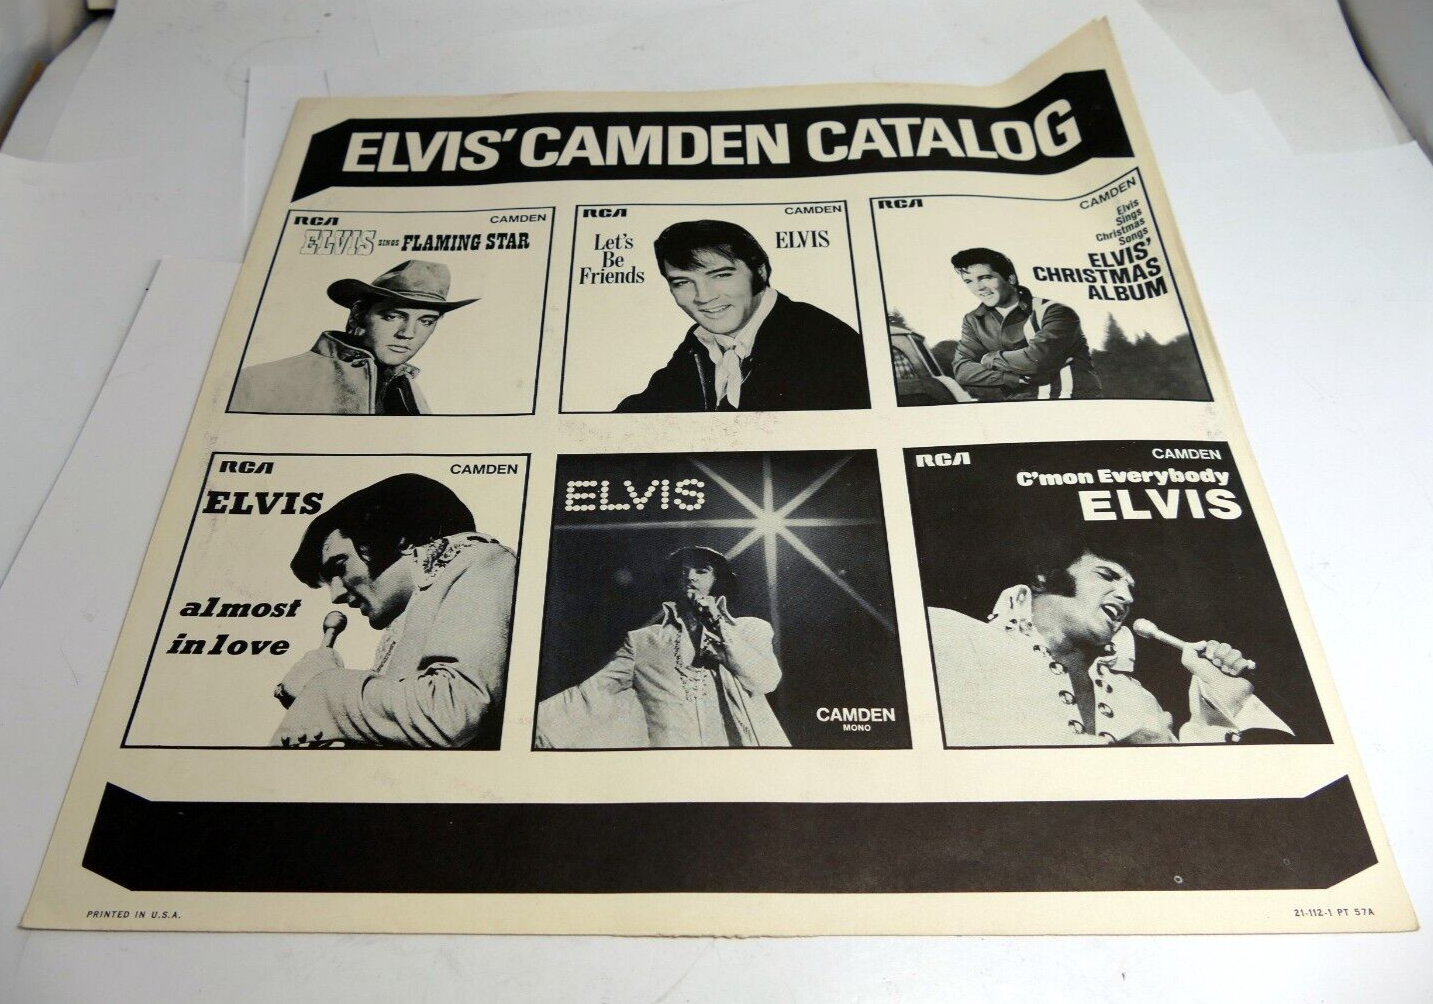 ELVIS' CAMDEN CATALOG
RCA CAMDEN
ELVIS SINGS FLAMING STAR
RCA CAMDEN
Let's
Be
Friends
ELVIS
RCA CAMDEN
Elvis
Sings
Christmas
Songs
ELVIS'
CHRISTMAS
ALBUM
RCA CAMDEN
ELVIS
almost
in love
ELVIS
CAMDEN
MONO
RCA CAMDEN
C'mon Everybody
ELVIS
PRINTED IN U.S.A.
21-112-1 PT 57A